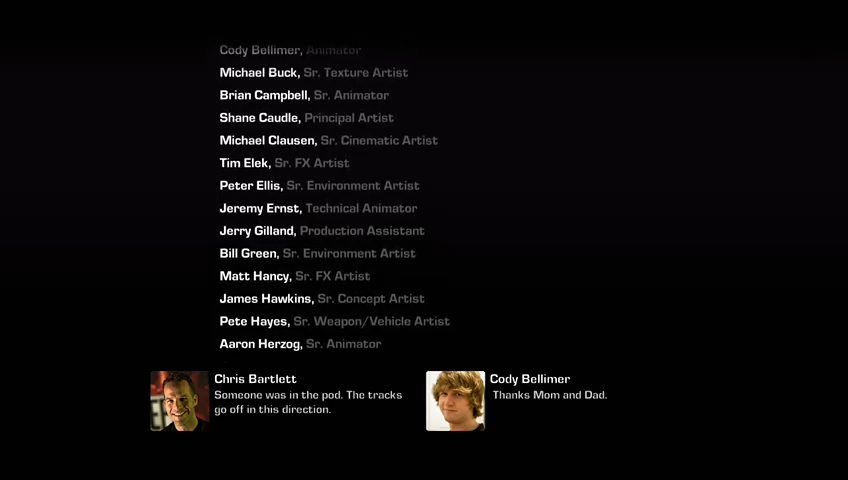 Cody Bellimer, Animator
Michael Buck, Sr. Texture Artist
Brian Campbell, Sr. Animator
Shane Caudle, Principal Artist
Michael Clausen, Sr. Cinematic Artist
Tim Elek, Sr. FX Artist
Peter Ellis, Sr. Environment Artist
Jeremy Ernst, Technical Animator
Jerry Gilland, Production Assistant
Bill Green, Sr. Environment Artist
Matt Hancy, Sr. FX Artist
James Hawkins, Sr. Concept Artist
Pete Hayes, Sr. Weapon/Vehicle Artist
Aaron Herzog, Sr. Animator
Chris Bartlett
Someone was in the pod. The tracks
go off in this direction.
Cody Bellimer
Thanks Mom and Dad.